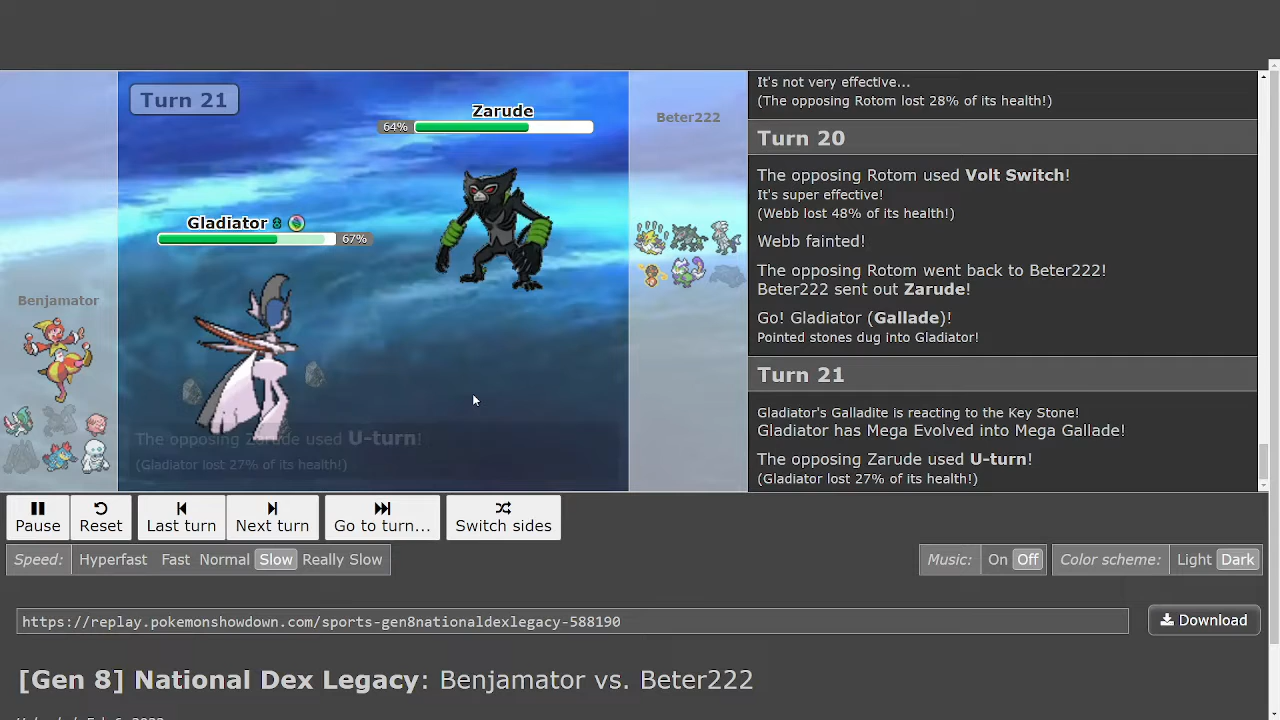 Turn 21
Zarude
64%
Gladiator
67%
Beter222
Benjamator
The opposing Zarude used U-turn!
(Gladiator lost 27% of its health!)
It's not very effective...
(The opposing Rotom lost 28% of its health!)
Turn 20
The opposing Rotom used Volt Switch!
It's super effective!
(Webb lost 48% of its health!)
Webb fainted!
The opposing Rotom went back to Beter222!
Beter222 sent out Zarude!
Go! Gladiator (Gallade)!
Pointed stones dug into Gladiator!
Turn 21
Gladiator's Galladite is reacting to the Key Stone!
Gladiator has Mega Evolved into Mega Gallade!
The opposing Zarude used U-turn!
(Gladiator lost 27% of its health!)
Pause Reset Last turn Next turn Go to turn... Switch sides
Speed: Hyperfast Fast Normal Slow Really Slow Music: On Off Color scheme: Light Dark
https://replay.pokemonshowdown.com/sports-gen8nationaldexlegacy-588190
Download
[Gen 8] National Dex Legacy: Benjamator vs. Beter222